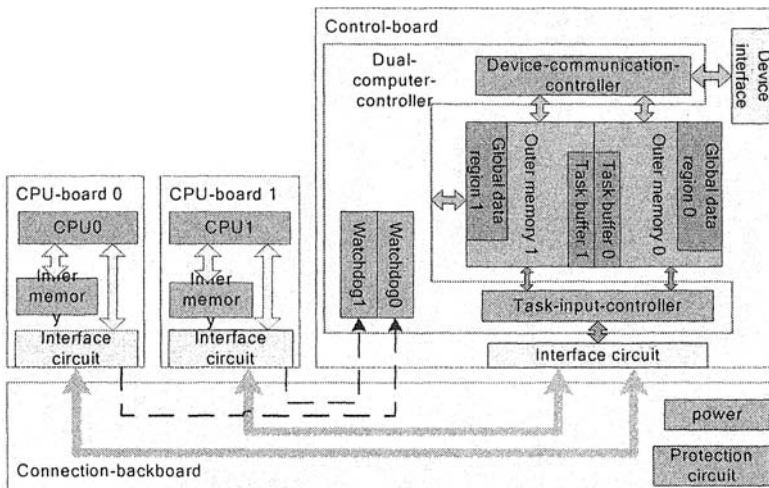 Control-board
Dual-
computer-
controller
Device-communication-
controller
Device
interface
Global data
region 1
Outer memory 1
Task buffer 1
Task buffer 0
Outer memory 0
Global data
region 0
CPU-board 0
CPU0
Inner
memor
y
Interface
circuit
CPU-board 1
CPU1
Inner
memor
y
Interface
circuit
Watchdog1
Watchdog0
Task-input-controller
Interface circuit
power
Protection
circuit
Connection-backboard